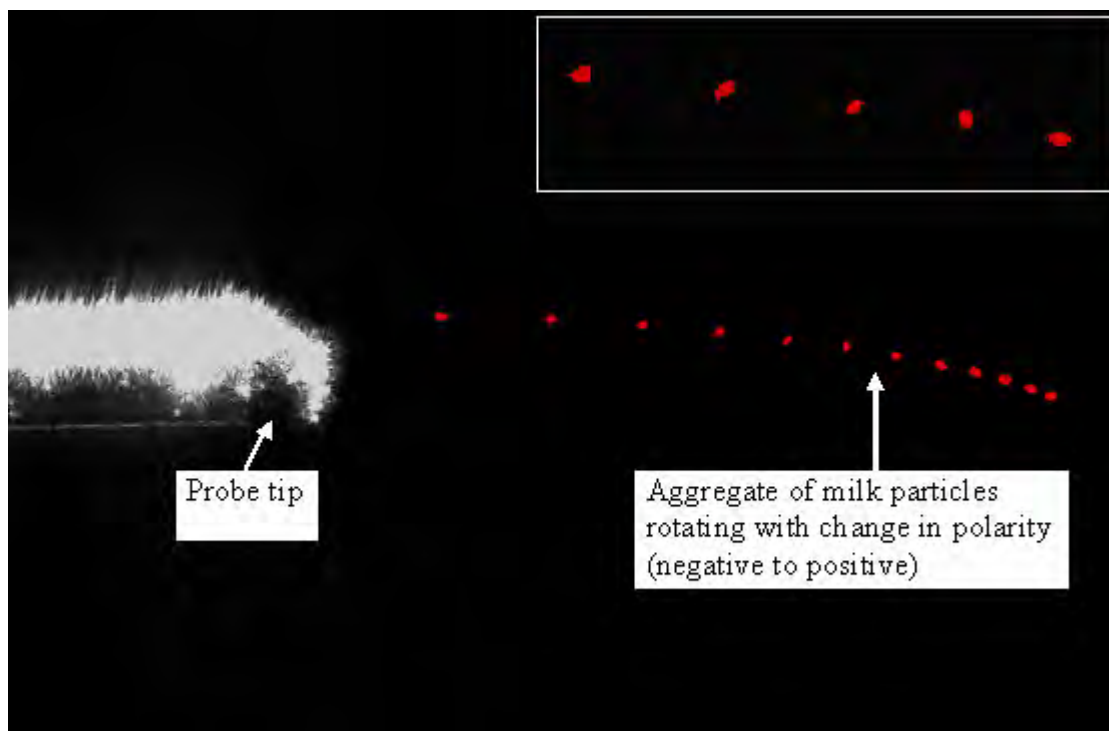 Probe tip
Aggregate of milk particles
rotating with change in polarity
(negative to positive)